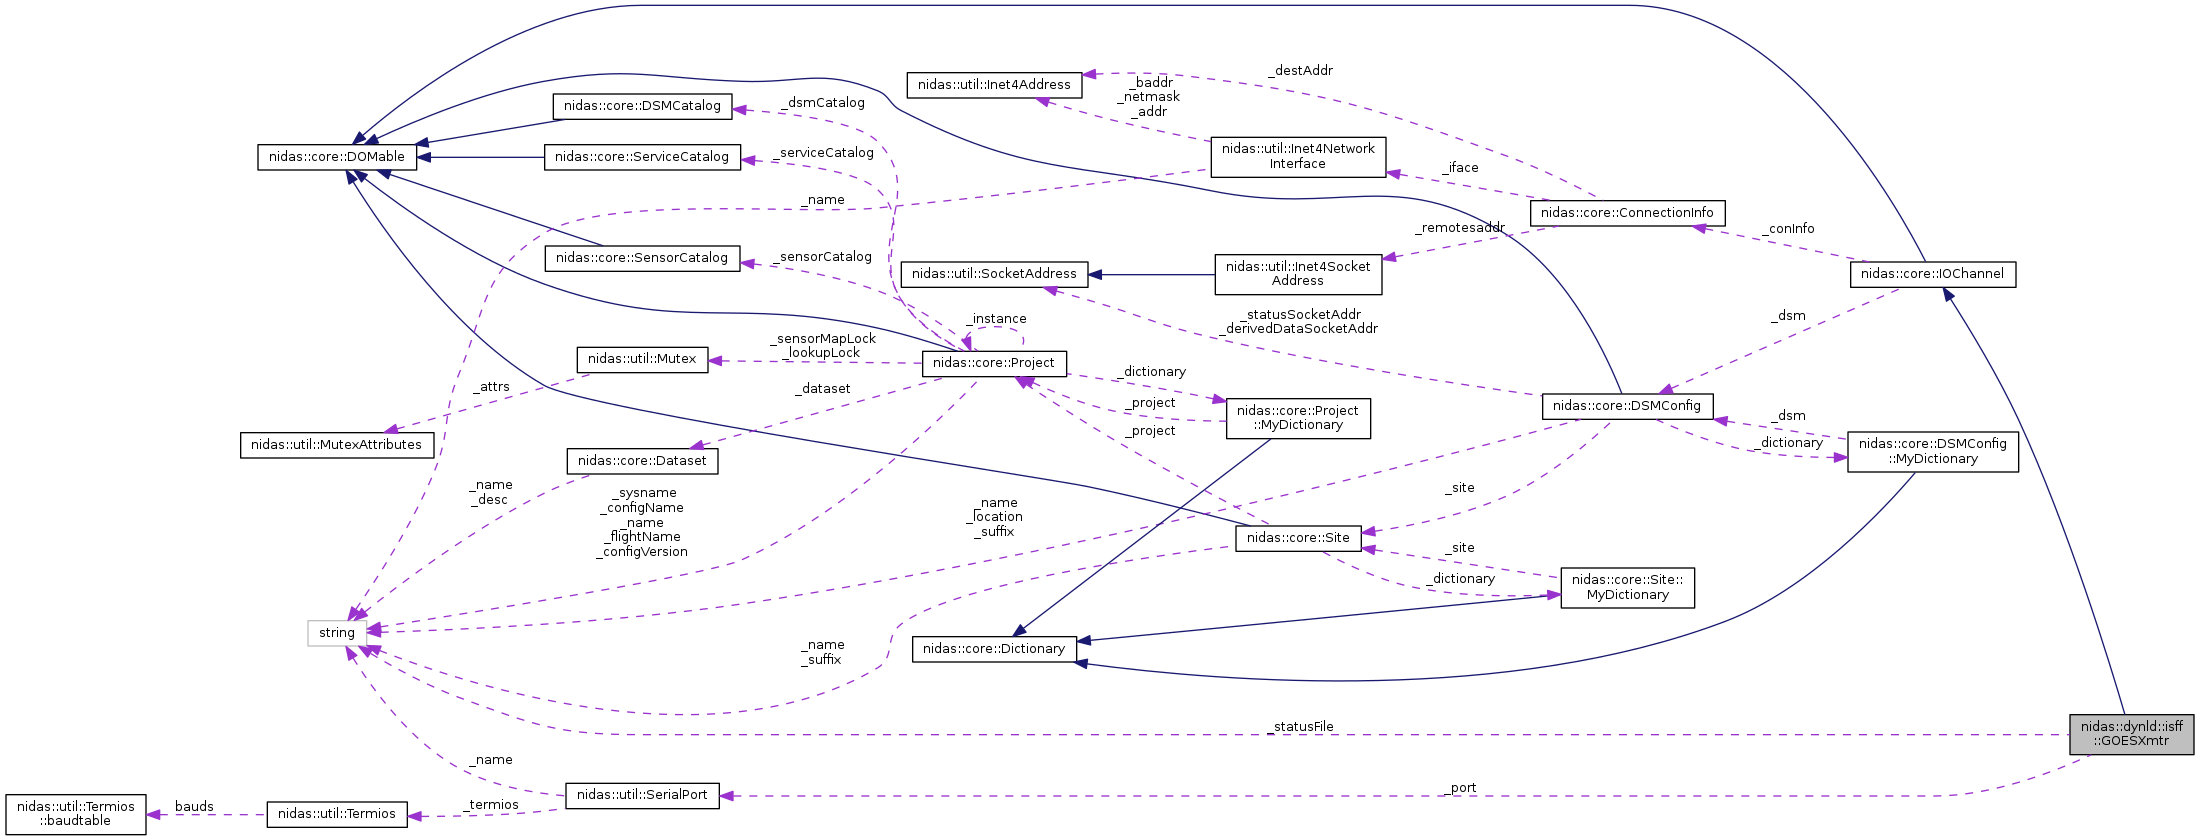 _destAddr
nidas::util::Inet4Address
_baddr
_netmask
_addr
nidas::core::DSMCatalog
_dsmCatalog
nidas::core::DOMable
nidas::core::ServiceCatalog
_serviceCatalog
nidas::util::Inet4Network
Interface
_iface
_name
nidas::core::ConnectionInfo
_conInfo
_remotesaddr
nidas::core::SensorCatalog
_sensorCatalog
nidas::util::SocketAddress
nidas::util::Inet4Socket
Address
nidas::core::IOChannel
_instance
_statusSocketAddr
_derivedDataSocketAddr
_dsm
_sensorMapLock
_lookupLock
nidas::util::Mutex
nidas::core::Project
_attrs
_dataset
_dictionary
_project
nidas::core::Project
::MyDictionary
nidas::core::DSMConfig
_dsm
_project
_dictionary
nidas::core::DSMConfig
::MyDictionary
nidas::util::MutexAttributes
nidas::core::Dataset
_name
_desc
_sysname
_configName
_name
_flightName
_configVersion
_name
_location
_suffix
_site
nidas::core::Site
_site
_dictionary
nidas::core::Site::
MyDictionary
string
nidas::core::Dictionary
_name
_suffix
_statusFile
nidas::dynld::isff
::GOESXmtr
_name
_port
nidas::util::SerialPort
_termios
nidas::util::Termios
bauds
nidas::util::Termios
::baudtable